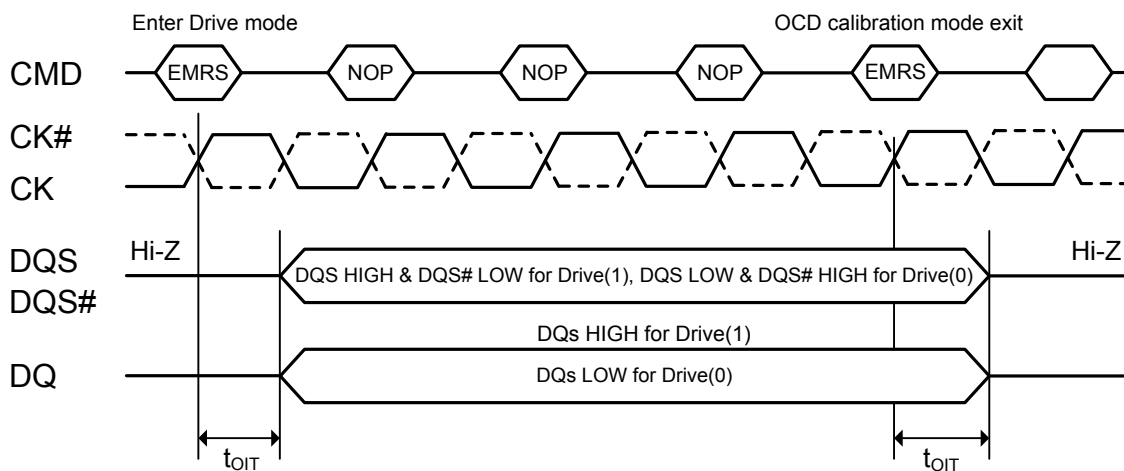 Enter Drive mode OCD calibration mode exit
CMD EMRS NOP NOP NOP EMRS
CK#
CK
DQS Hi-Z DQS HIGH & DQS# LOW for Drive(1), DQS LOW & DQS# HIGH for Drive(0) Hi-Z
DQS#
DQs HIGH for Drive(1)
DQ DQs LOW for Drive(0)
tOIT tOIT